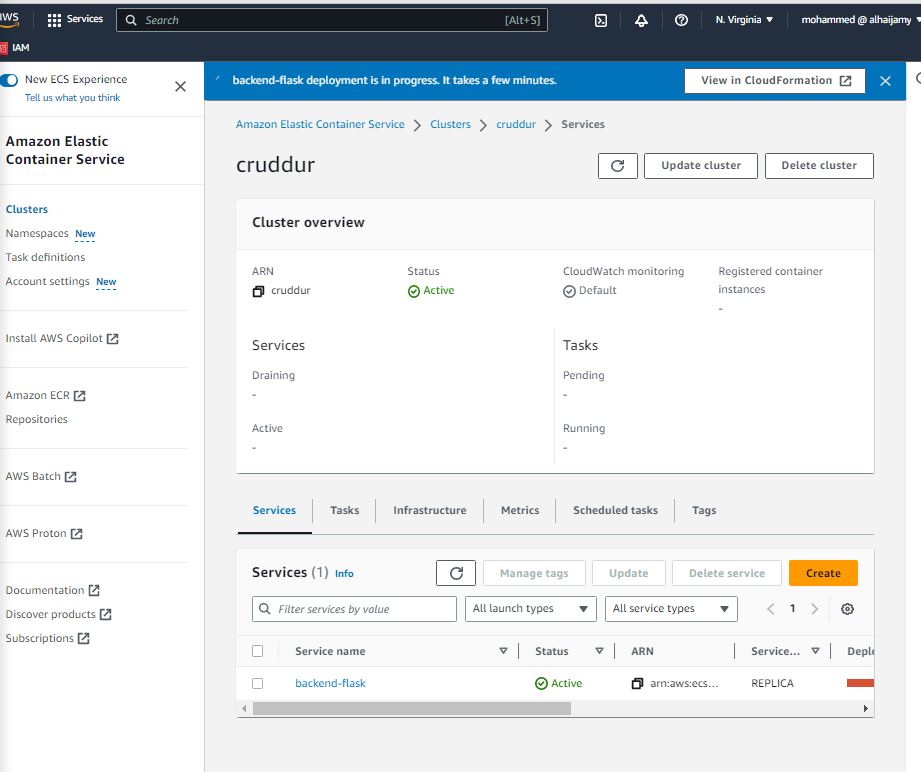 aws
Services
Search
[Alt+S]
N. Virginia
mohammed @ alhaijamy
IAM
New ECS Experience
Tell us what you think
Amazon Elastic
Container Service
Clusters
Namespaces New
Task definitions
Account settings New
Install AWS Copilot
Amazon ECR
Repositories
AWS Batch
AWS Proton
Documentation
Discover products
Subscriptions
backend-flask deployment is in progress. It takes a few minutes.
View in CloudFormation
Amazon Elastic Container Service
Clusters
cruddur
Services
cruddur
Update cluster
Delete cluster
Cluster overview
ARN
cruddur
Status
Active
CloudWatch monitoring
Default
Registered container
instances
-
Services
Draining
-
Active
-
Tasks
Pending
-
Running
-
Services
Tasks
Infrastructure
Metrics
Scheduled tasks
Tags
Services (1) Info
Manage tags
Update
Delete service
Create
Filter services by value
All launch types
All service types
1
Service name
Status
ARN
Service...
Deplo
backend-flask
Active
arn:aws:ecs...
REPLICA